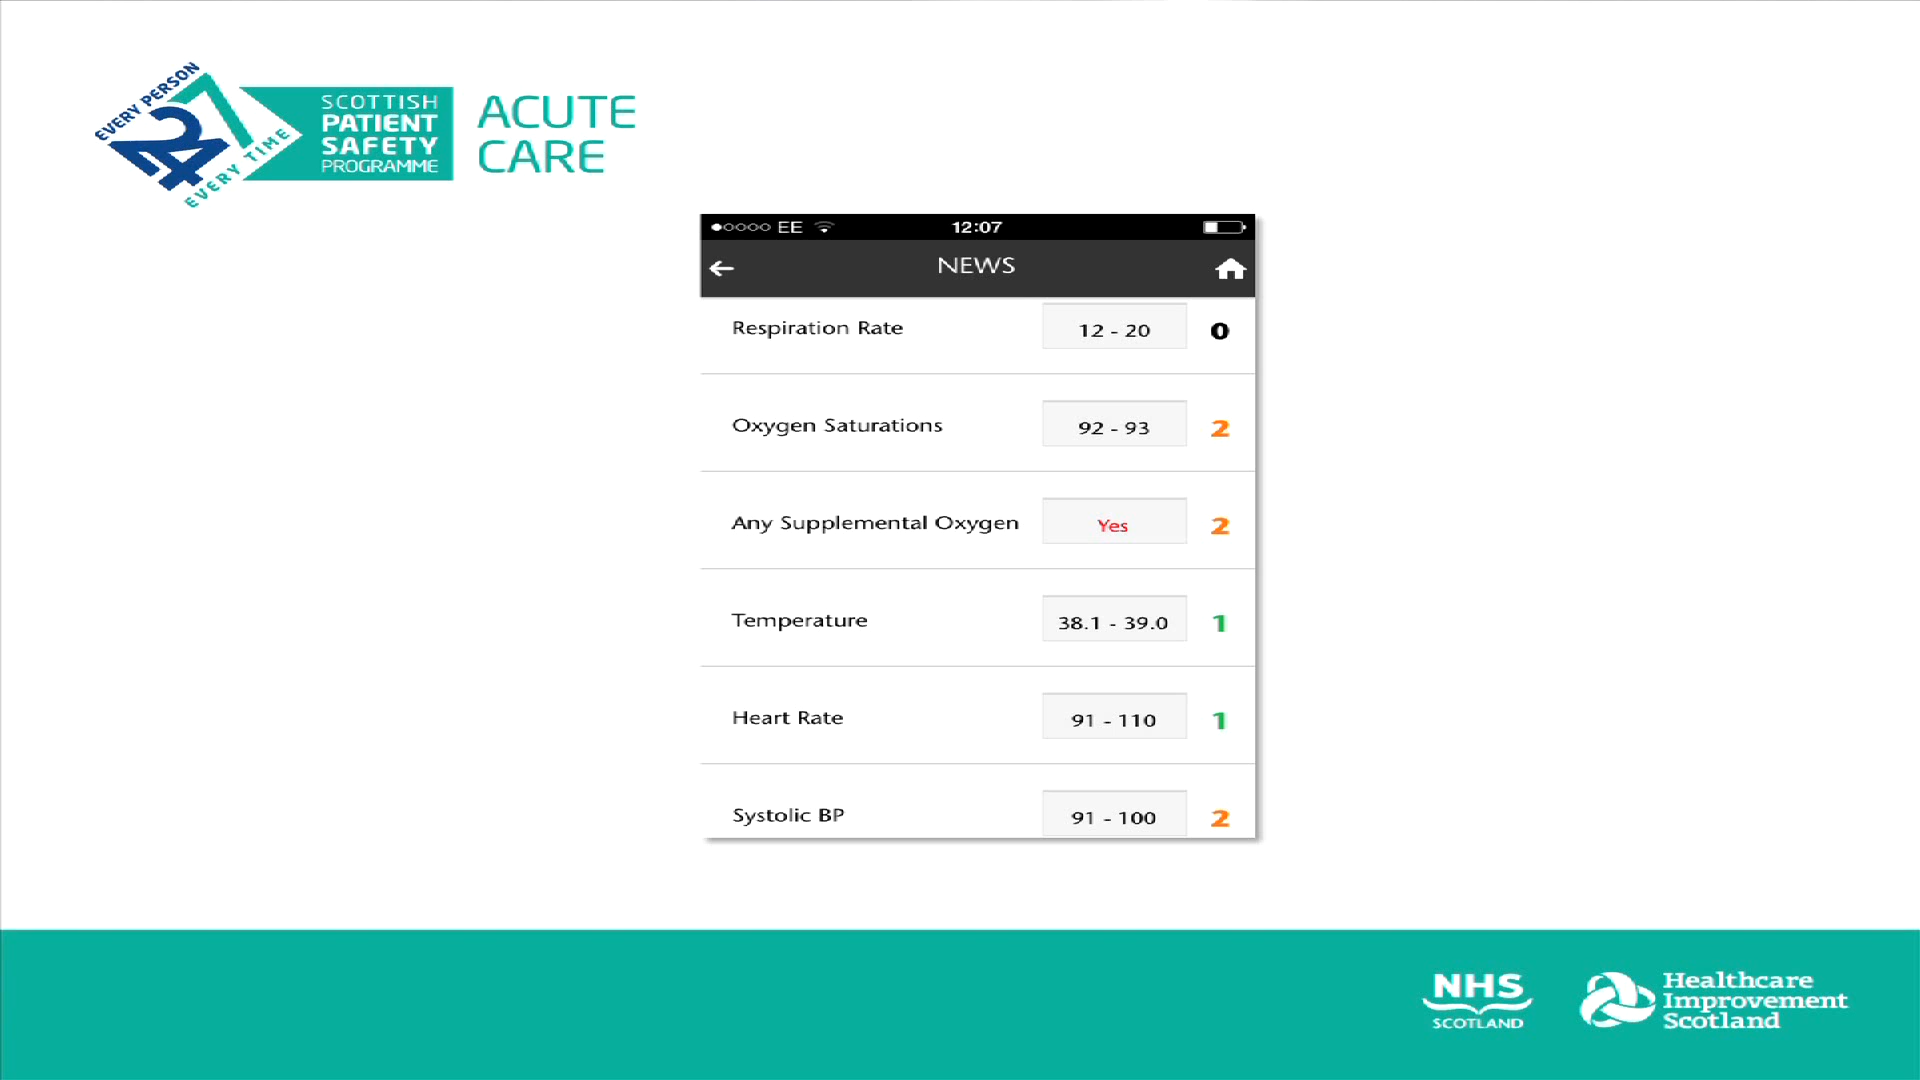 EVERY PERSON
24 7
EVERY TIME
SCOTTISH
PATIENT
SAFETY
PROGRAMME
ACUTE
CARE
EE 12:07
NEWS
Respiration Rate 12 - 20 0
Oxygen Saturations 92 - 93 2
Any Supplemental Oxygen Yes 2
Temperature 38.1 - 39.0 1
Heart Rate 91 - 110 1
Systolic BP 91 - 100 2
NHS
SCOTLAND
Healthcare
Improvement
Scotland